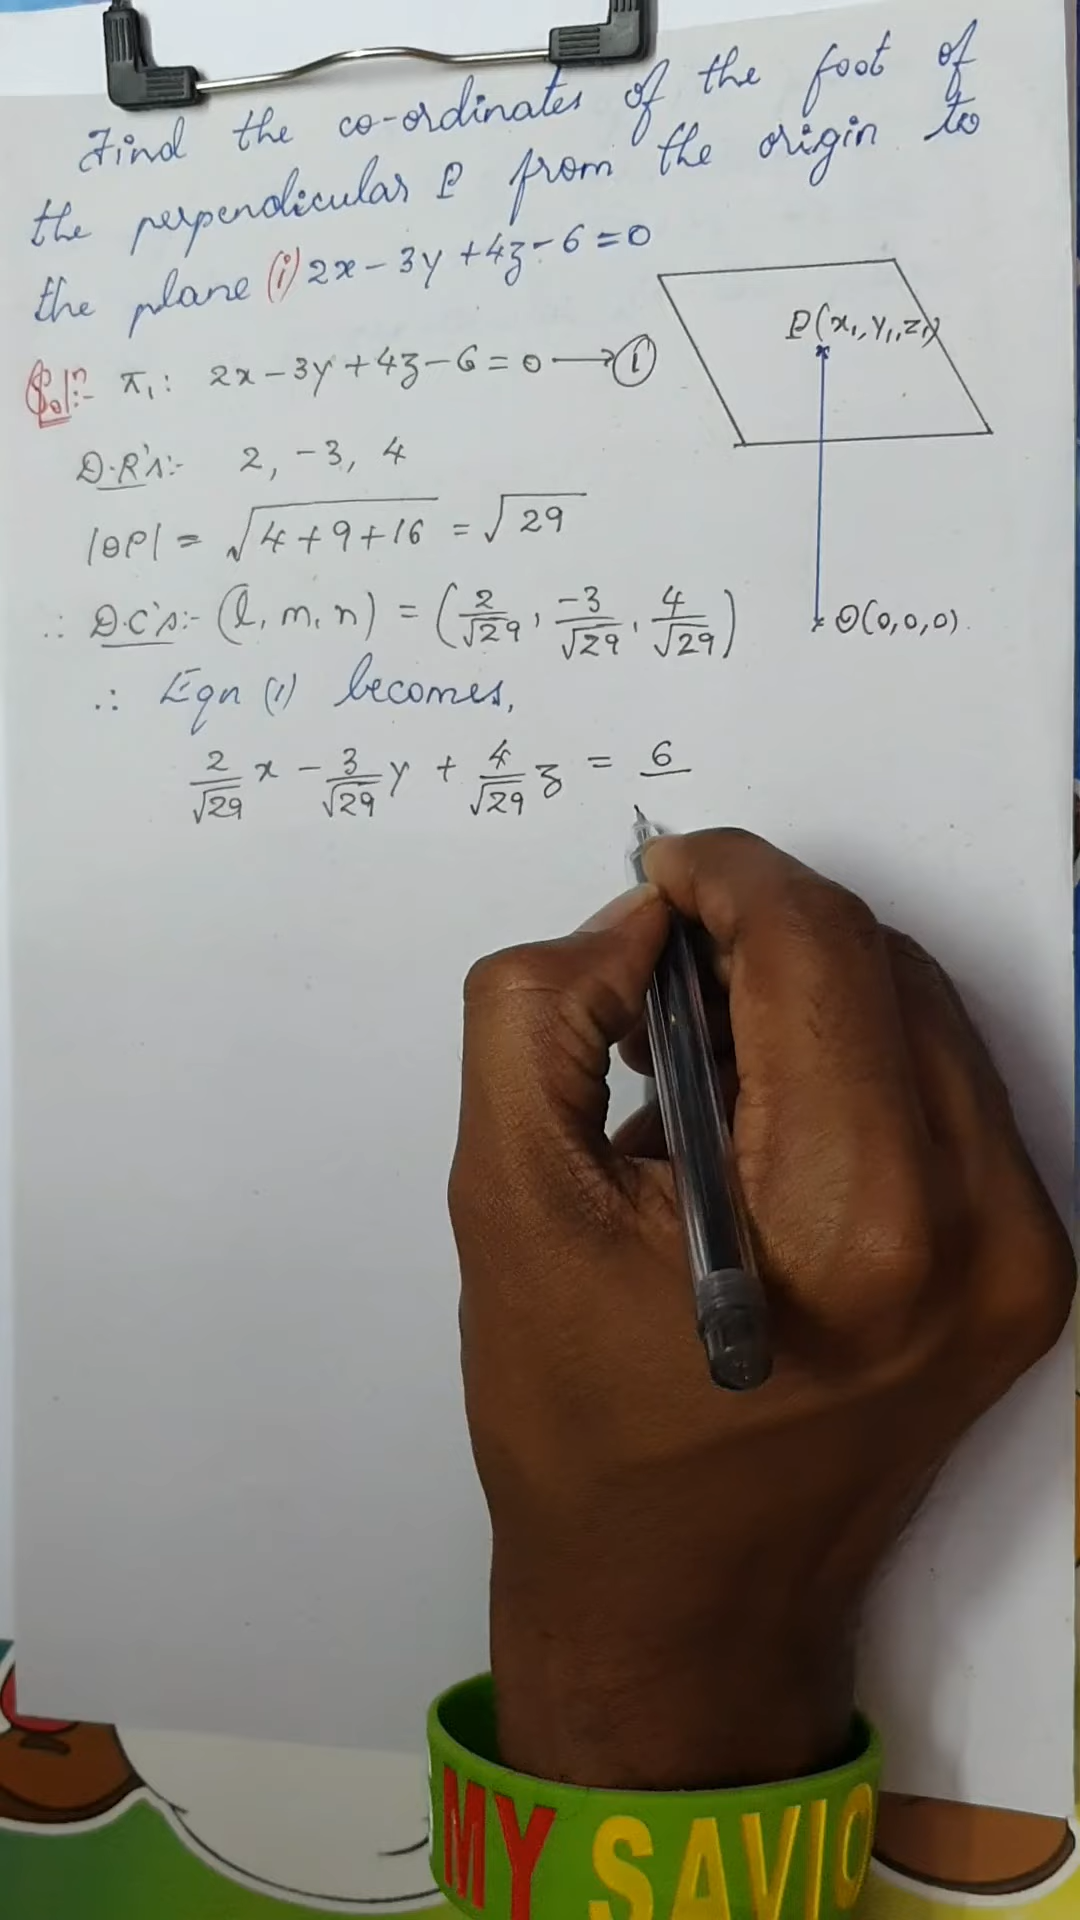 Find the co-ordinates of the foot of
the perpendicular P from the origin to
the plane (i) 2x - 3y + 4z - 6 = 0
P(x₁, y₁, z₁)
Sol:- π₁: 2x - 3y + 4z - 6 = 0 → ①
D.R's:- 2, -3, 4
|OP| = √(4+9+16) = √29
∴ D.C's:- (l, m, n) = (2/√29, -3/√29, 4/√29)
O(0,0,0).
∴ Eqn (1) becomes,
2/√29 x - 3/√29 y + 4/√29 z = 6/
MY SAVIO